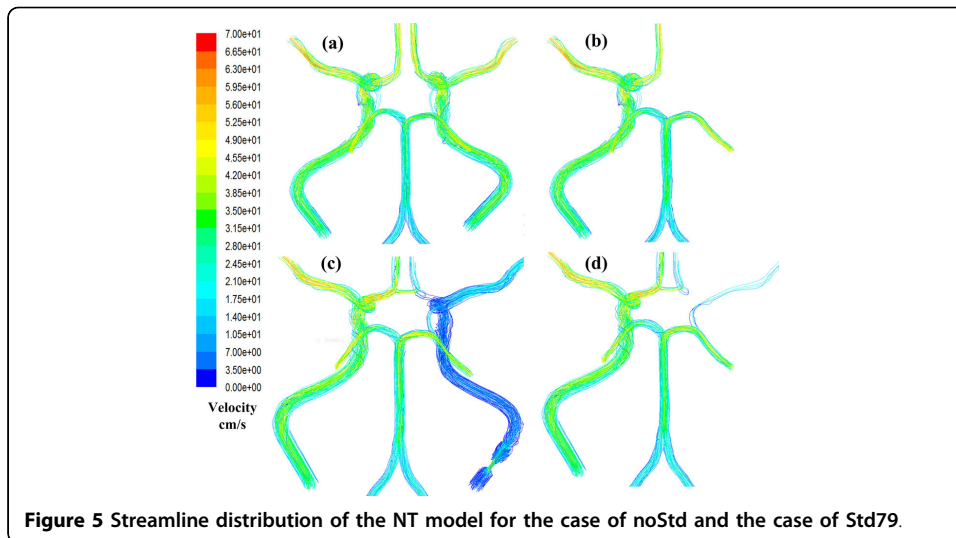 7.00e+01
6.65e+01
6.30e+01
5.95e+01
5.60e+01
5.25e+01
4.90e+01
4.55e+01
4.20e+01
3.85e+01
3.50e+01
3.15e+01
2.80e+01
2.45e+01
2.10e+01
1.75e+01
1.40e+01
1.05e+01
7.00e+00
3.50e+00
0.00e+00
Velocity
cm/s
(a)
(b)
(c)
(d)
Figure 5 Streamline distribution of the NT model for the case of noStd and the case of Std79.